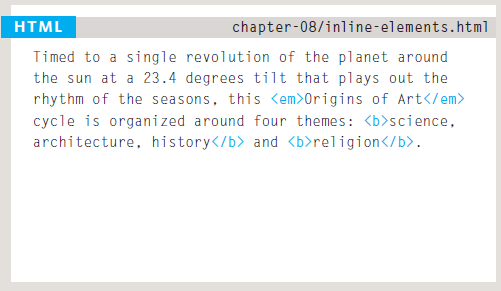 HTML
chapter-08/inline-elements.html
Timed to a single revolution of the planet around
the sun at a 23.4 degrees tilt that plays out the
rhythm of the seasons, this <em>Origins of Art</em>
cycle is organized around four themes: <b>science,
architecture, history</b> and <b>religion</b>.